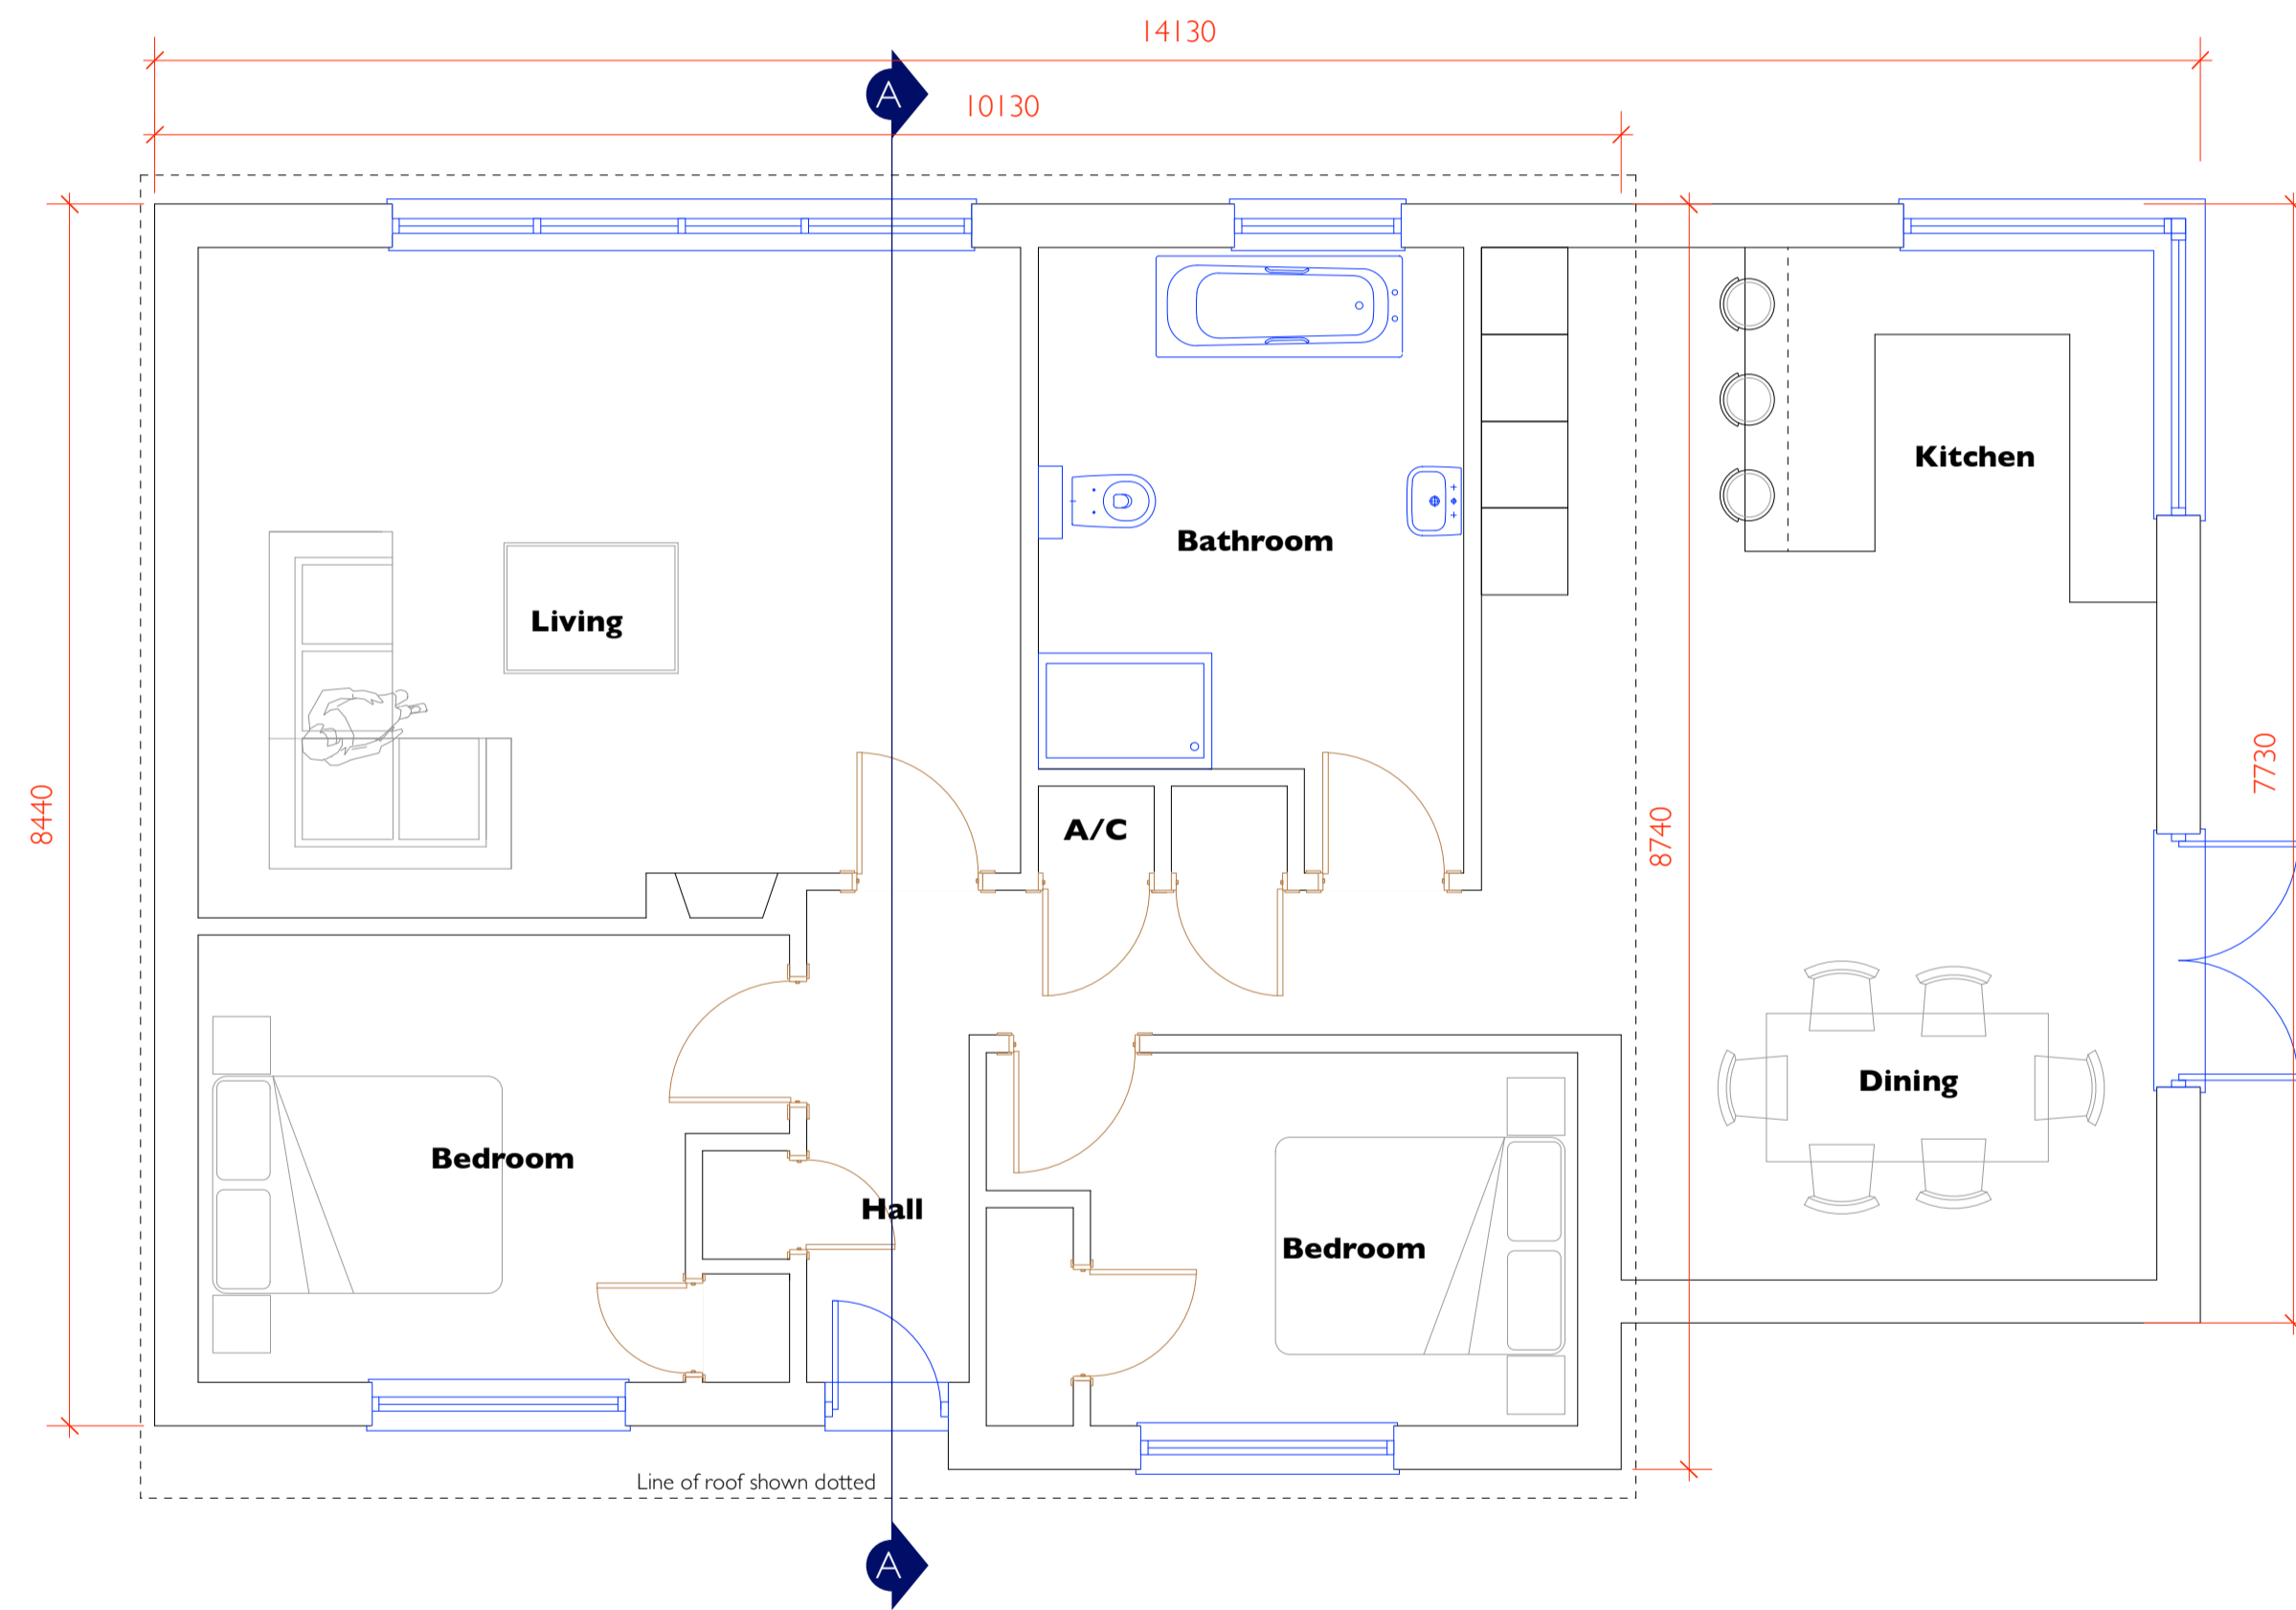 14130
A
10130
Kitchen
Bathroom
Living
7730
8440
8740
A/C
Dining
Bedroom
Hall
Bedroom
Line of roof shown dotted
A